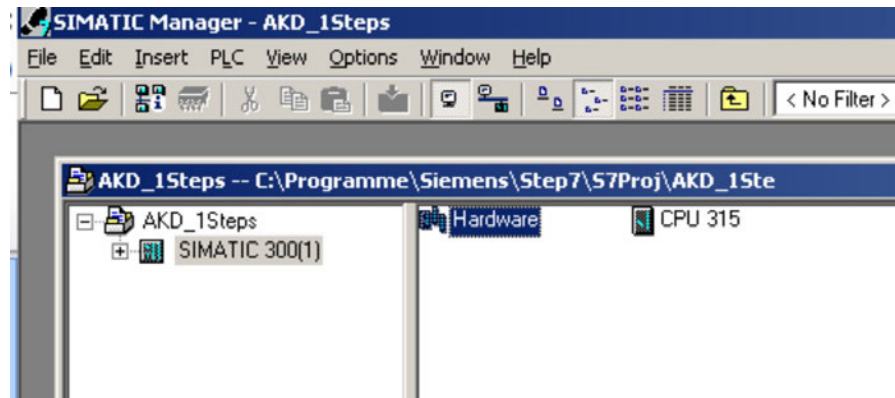 SIMATIC Manager - AKD_1Steps
File Edit Insert PLC View Options Window Help
< No Filter >
AKD_1Steps -- C:\Programme\Siemens\Step7\S7Proj\AKD_1Ste
AKD_1Steps
SIMATIC 300(1)
Hardware
CPU 315